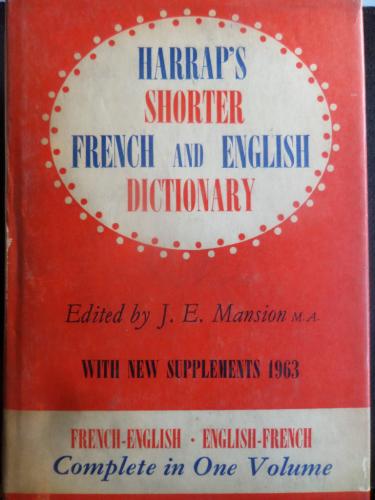 HARRAP'S
SHORTER
FRENCH AND ENGLISH
DICTIONARY
Edited by J. E. Mansion M.A.
WITH NEW SUPPLEMENTS 1963
FRENCH-ENGLISH · ENGLISH-FRENCH
Complete in One Volume